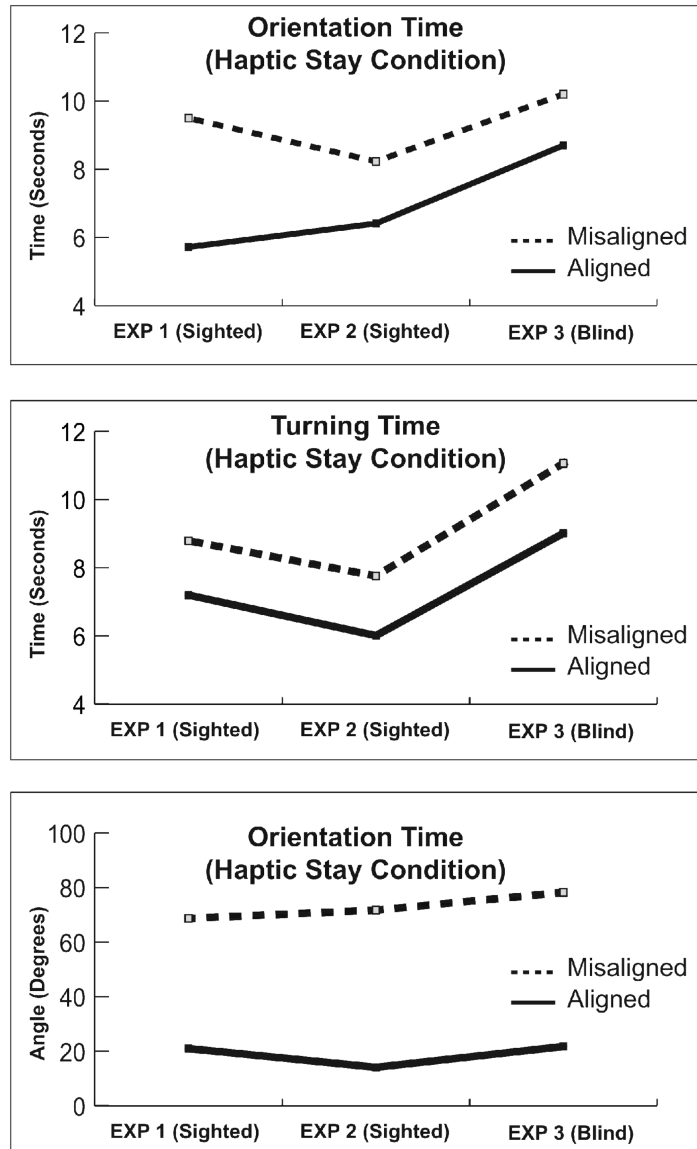 Orientation Time
(Haptic Stay Condition)
12
10
8
6
4
Time (Seconds)
Misaligned
Aligned
EXP 1 (Sighted) EXP 2 (Sighted) EXP 3 (Blind)
Turning Time
(Haptic Stay Condition)
12
10
8
6
4
Time (Seconds)
Misaligned
Aligned
EXP 1 (Sighted) EXP 2 (Sighted) EXP 3 (Blind)
Orientation Time
(Haptic Stay Condition)
100
80
60
40
20
0
Angle (Degrees)
Misaligned
Aligned
EXP 1 (Sighted) EXP 2 (Sighted) EXP 3 (Blind)